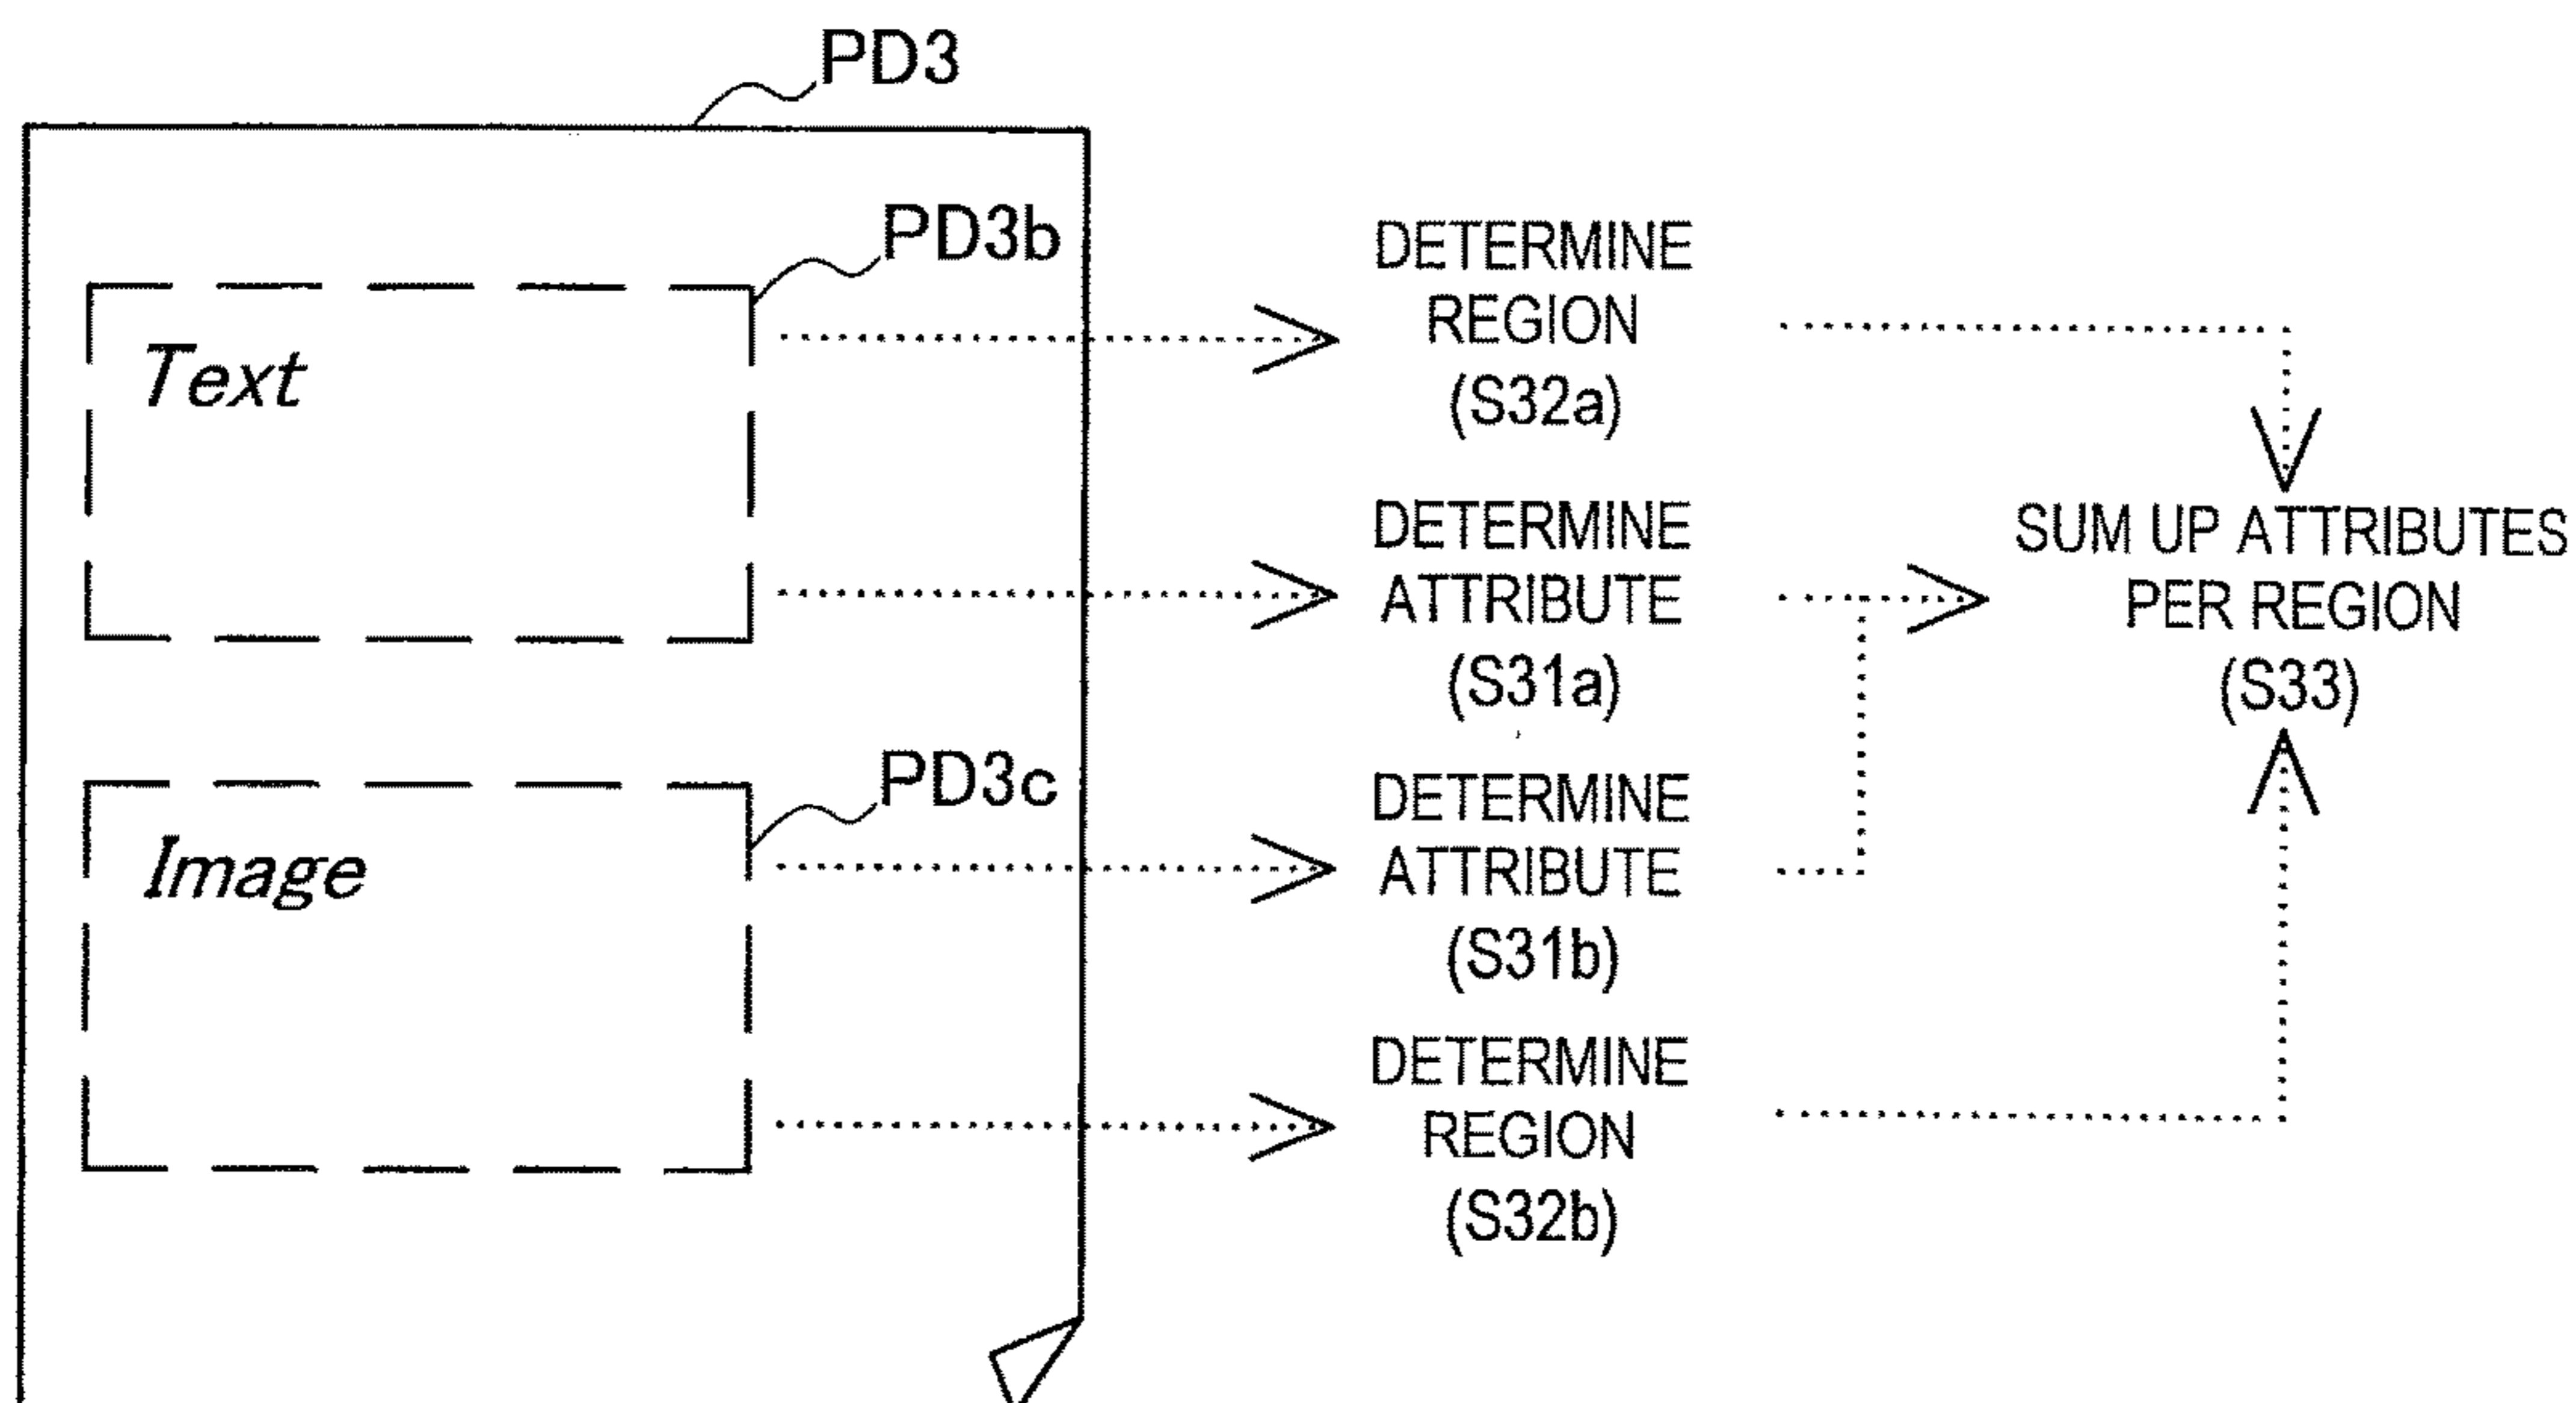 PD3
PD3b
Text
PD3c
Image
DETERMINE
REGION
(S32a)
DETERMINE
ATTRIBUTE
(S31a)
DETERMINE
ATTRIBUTE
(S31b)
DETERMINE
REGION
(S32b)
SUM UP ATTRIBUTES
PER REGION
(S33)